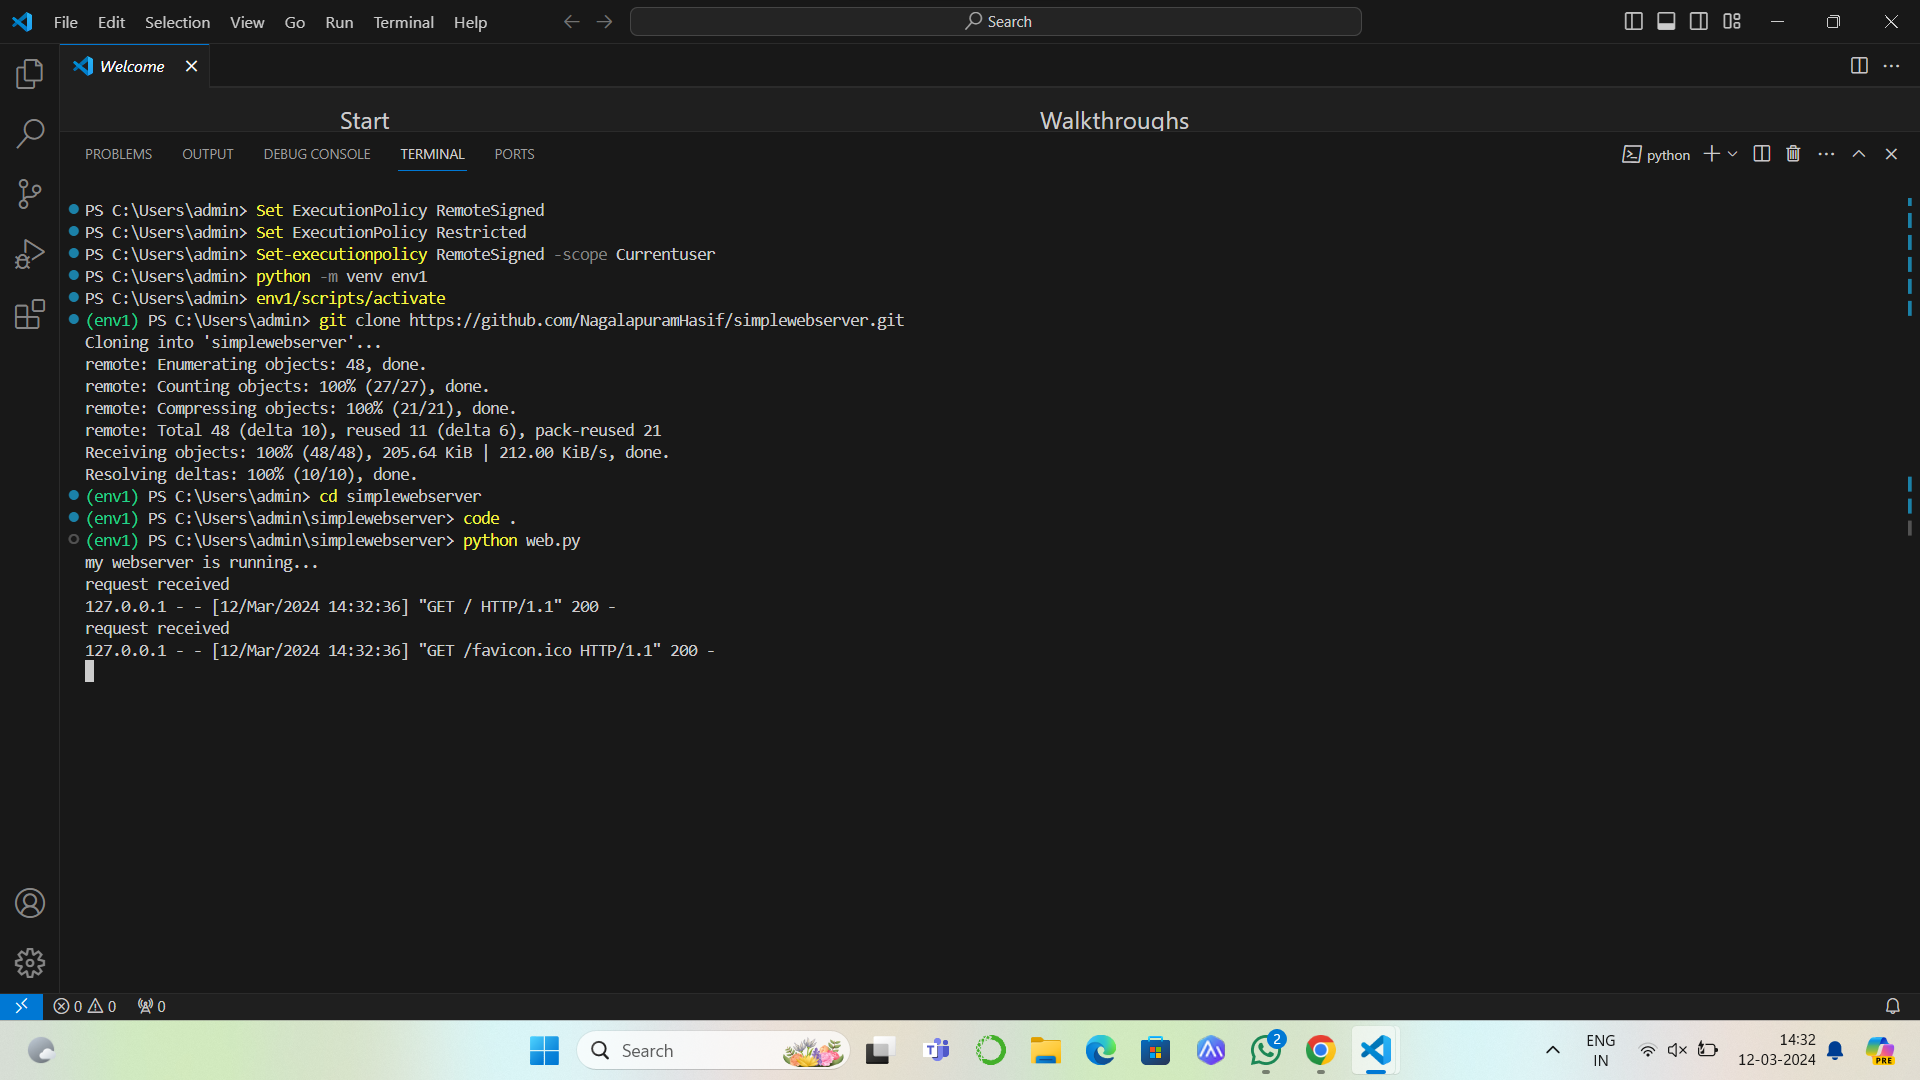 File Edit Selection View Go Run Terminal Help
Search
Welcome
Start
Walkthroughs
PROBLEMS OUTPUT DEBUG CONSOLE TERMINAL PORTS
python
PS C:\Users\admin> Set ExecutionPolicy RemoteSigned
PS C:\Users\admin> Set ExecutionPolicy Restricted
PS C:\Users\admin> Set-executionpolicy RemoteSigned -scope Currentuser
PS C:\Users\admin> python -m venv env1
PS C:\Users\admin> env1/scripts/activate
(env1) PS C:\Users\admin> git clone https://github.com/NagalapuramHasif/simplewebserver.git
Cloning into 'simplewebserver'...
remote: Enumerating objects: 48, done.
remote: Counting objects: 100% (27/27), done.
remote: Compressing objects: 100% (21/21), done.
remote: Total 48 (delta 10), reused 11 (delta 6), pack-reused 21
Receiving objects: 100% (48/48), 205.64 KiB | 212.00 KiB/s, done.
Resolving deltas: 100% (10/10), done.
(env1) PS C:\Users\admin> cd simplewebserver
(env1) PS C:\Users\admin\simplewebserver> code .
(env1) PS C:\Users\admin\simplewebserver> python web.py
my webserver is running...
request received
127.0.0.1 - - [12/Mar/2024 14:32:36] "GET / HTTP/1.1" 200 -
request received
127.0.0.1 - - [12/Mar/2024 14:32:36] "GET /favicon.ico HTTP/1.1" 200 -
0 0 0
Search
2
ENG
IN
14:32
12-03-2024
PRE